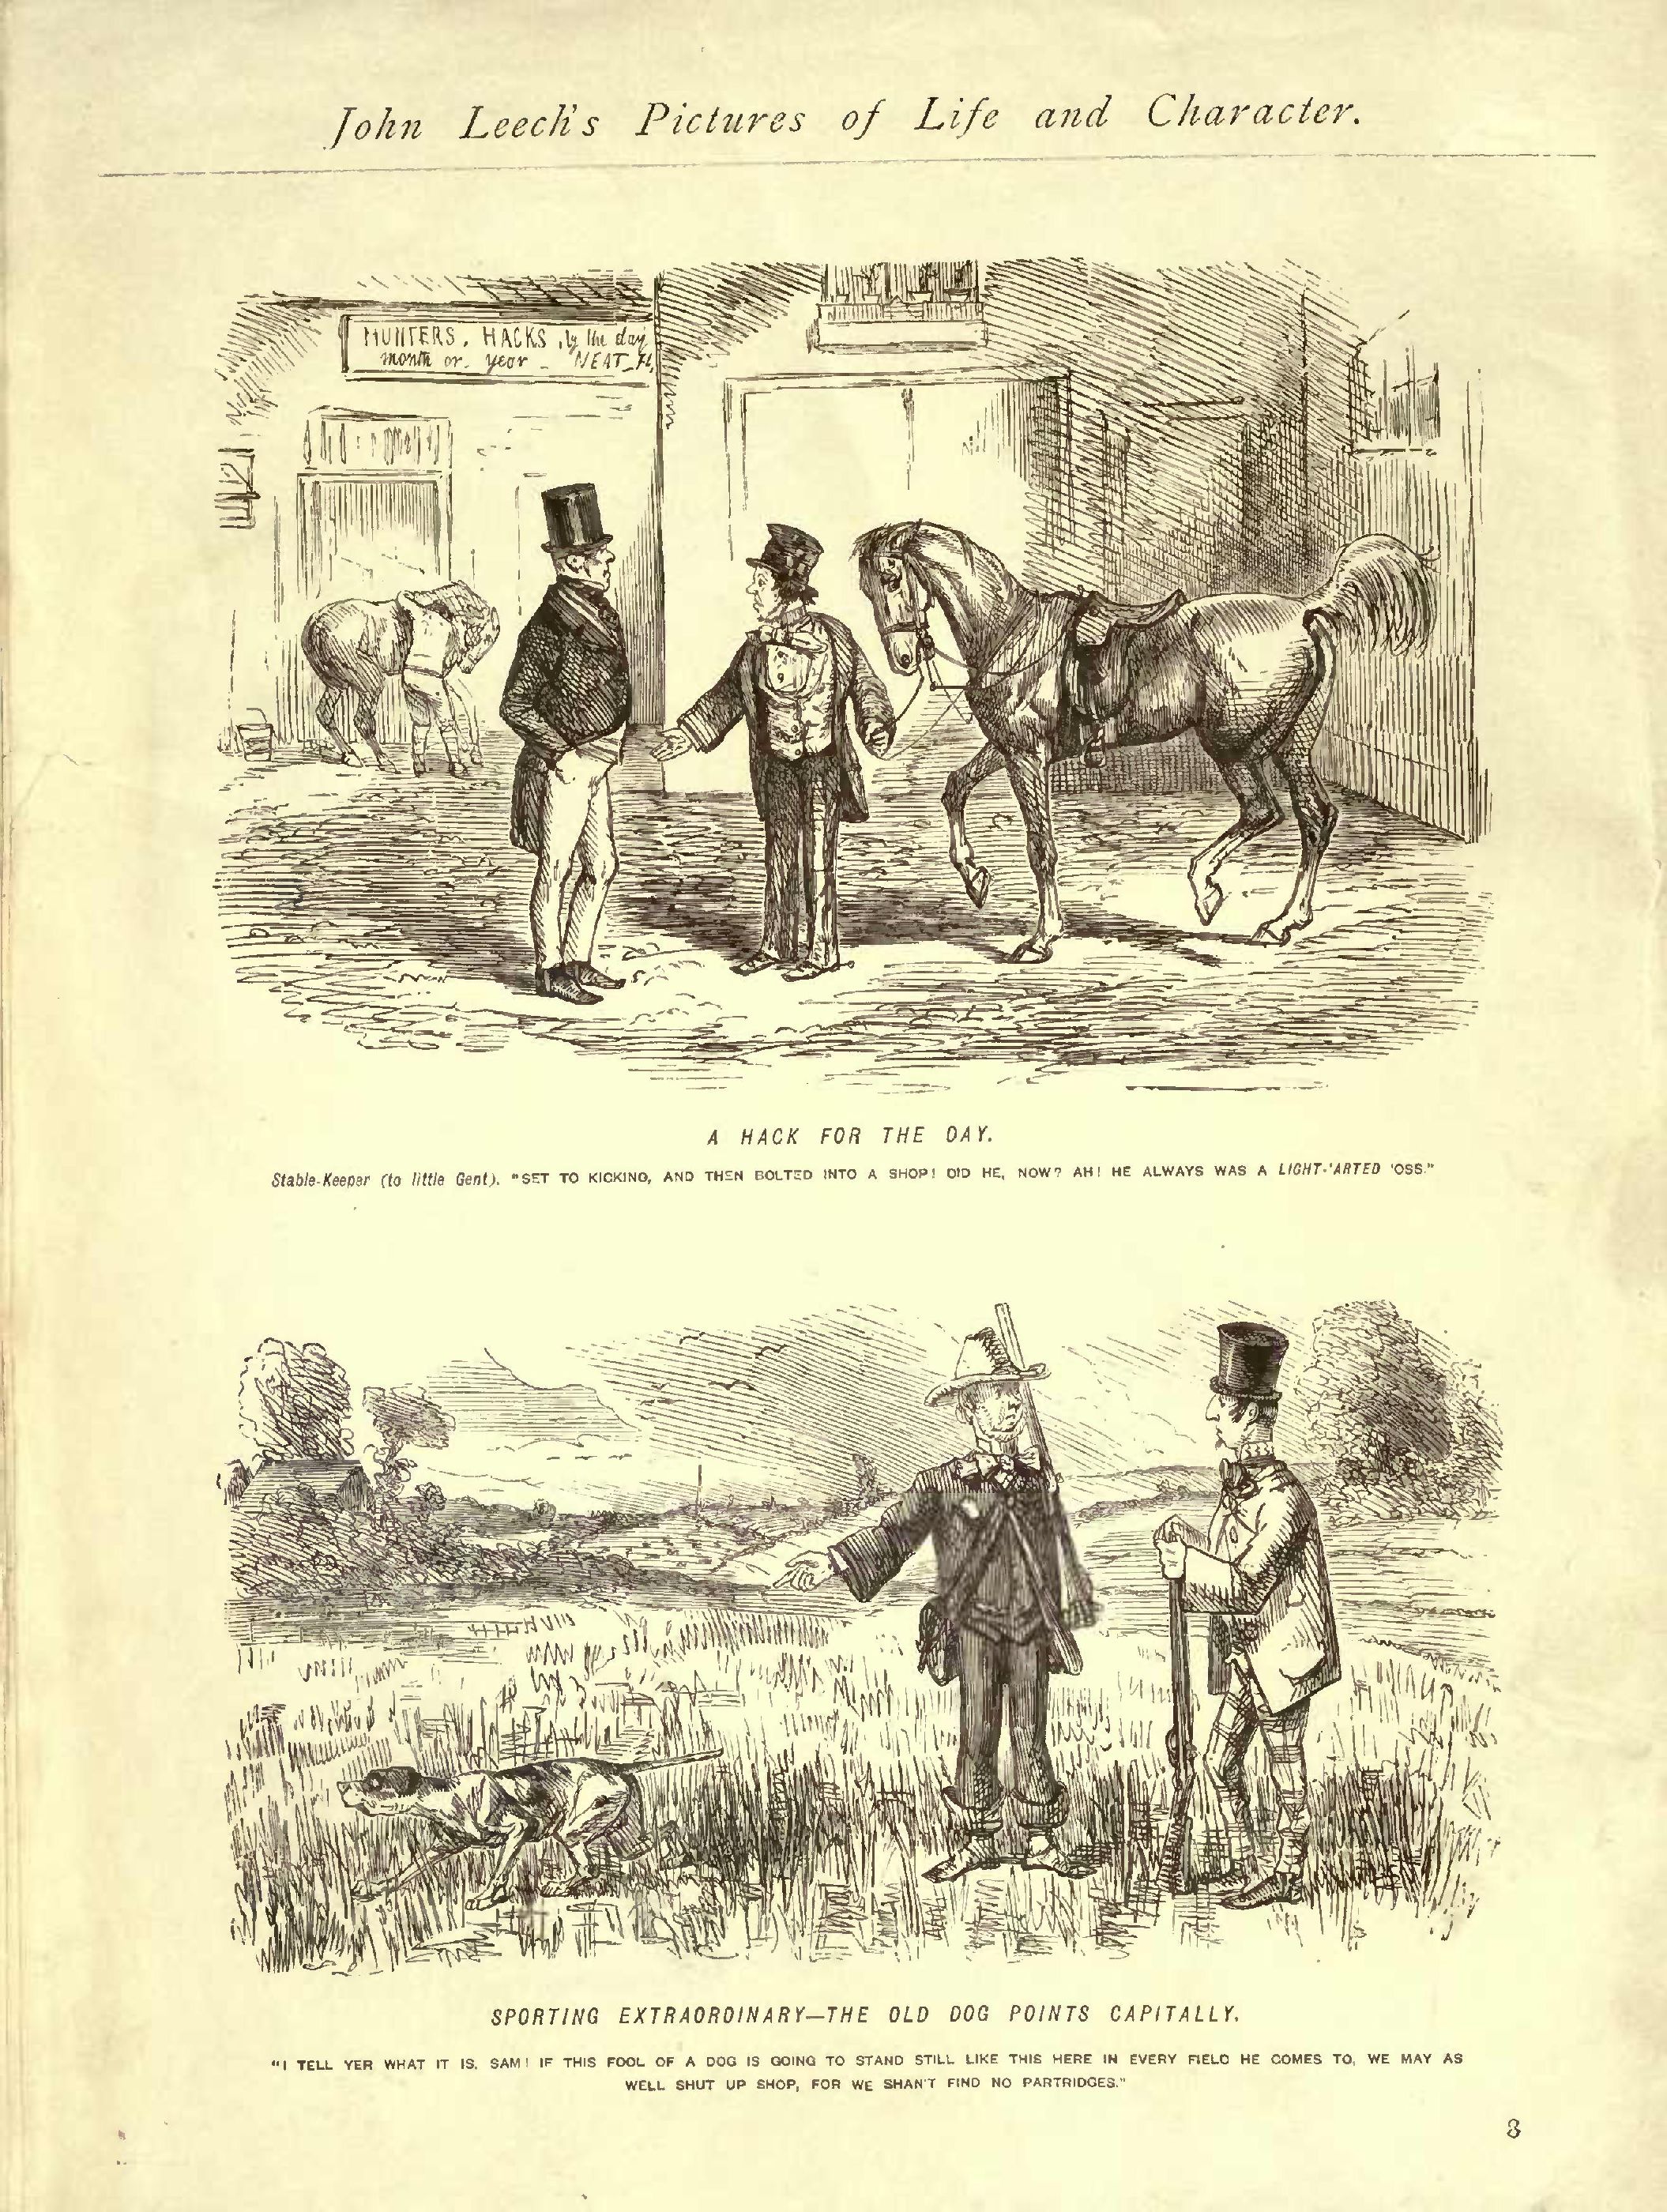 John Leech's Pictures of Life and Character.
HUNTERS. HACKS, by the day
month or year - NEAT_FL
A HACK FOR THE DAY.
Stable-Keeper (to little Gent). "SET TO KICKING, AND THEN BOLTED INTO A SHOP! DID HE, NOW? AH! HE ALWAYS WAS A LIGHT-'ARTED 'OSS."
SPORTING EXTRAORDINARY—THE OLD DOG POINTS CAPITALLY.
"I TELL YER WHAT IT IS, SAM! IF THIS FOOL OF A DOG IS GOING TO STAND STILL LIKE THIS HERE IN EVERY FIELD HE COMES TO, WE MAY AS
WELL SHUT UP SHOP, FOR WE SHAN'T FIND NO PARTRIDGES."
3